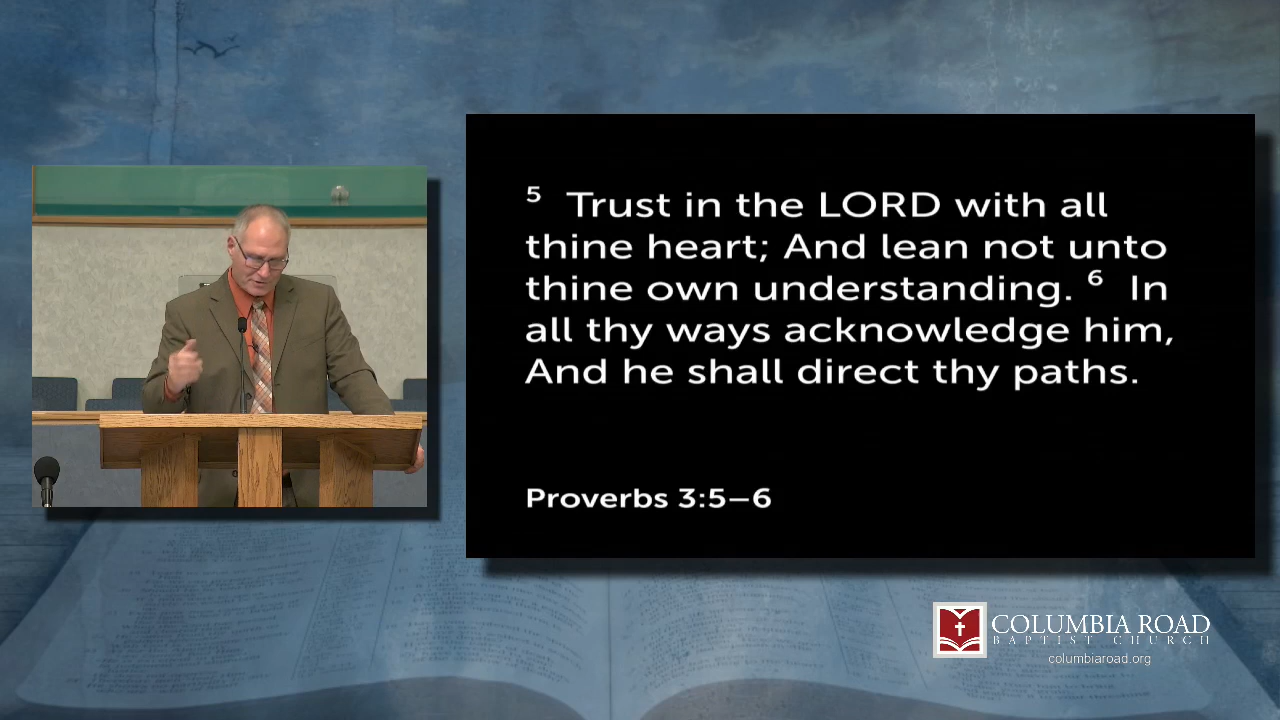 ⁵ Trust in the LORD with all
thine heart; And lean not unto
thine own understanding. ⁶ In
all thy ways acknowledge him,
And he shall direct thy paths.
Proverbs 3:5–6
COLUMBIA ROAD
BAPTIST CHURCH
columbiaroad.org